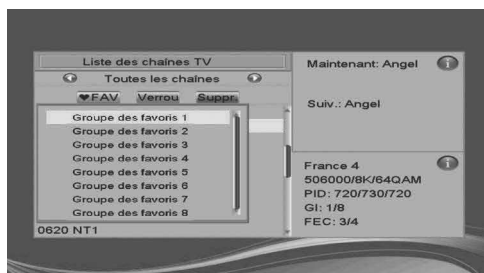 Liste des chaînes TV
Toutes les chaînes
FAV Verrou Suppr.
Groupe des favoris 1
Groupe des favoris 2
Groupe des favoris 3
Groupe des favoris 4
Groupe des favoris 5
Groupe des favoris 6
Groupe des favoris 7
Groupe des favoris 8
0620 NT1
Maintenant: Angel
Suiv.: Angel
France 4
506000/8K/64QAM
PID: 720/730/720
GI: 1/8
FEC: 3/4